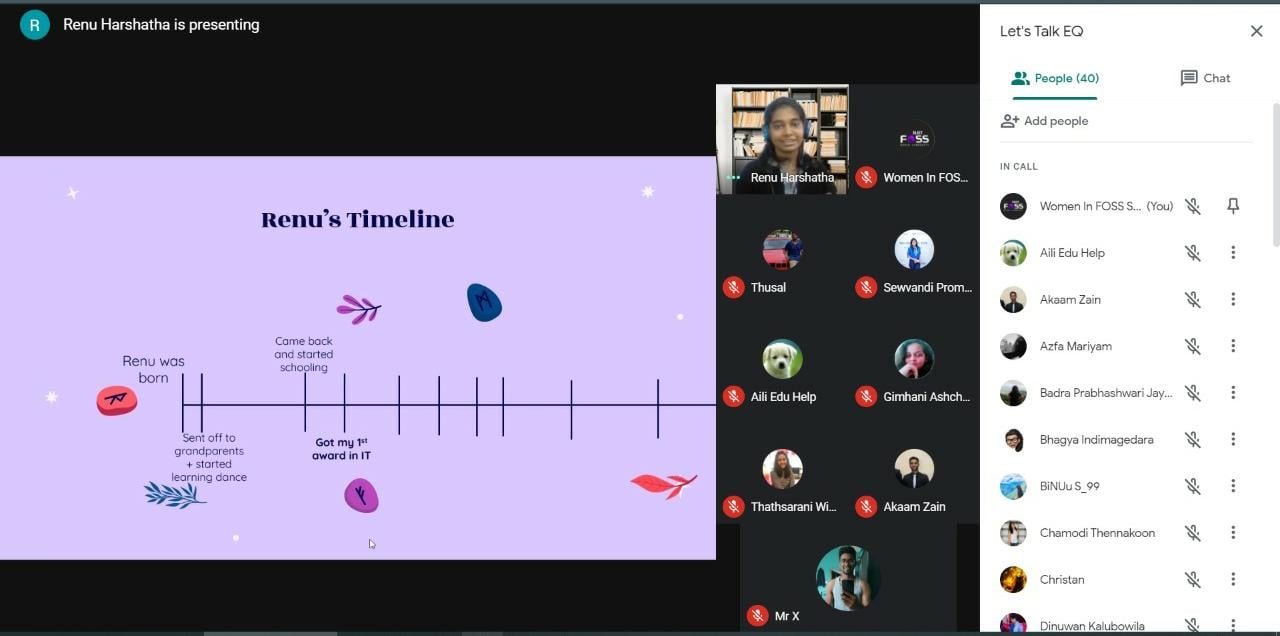 R
Renu Harshatha is presenting
Renu's Timeline
Renu was
born
Came back
and started
schooling
Sent off to
grandparents
+ started
learning dance
Got my 1st
award in IT
Renu Harshatha
FOSS
Women In FOS...
Thusal
Sewvandi Prom...
Aili Edu Help
Gimhani Ashch...
Thathsarani Wi...
Akaam Zain
Mr X
Let's Talk EQ
People (40)
Chat
Add people
IN CALL
FOSS
Women In FOSS S... (You)
Aili Edu Help
Akaam Zain
Azfa Mariyam
Badra Prabhashwari Jay...
Bhagya Indimagedara
BiNUu S_99
Chamodi Thennakoon
Christan
Dinuwan Kalubowila